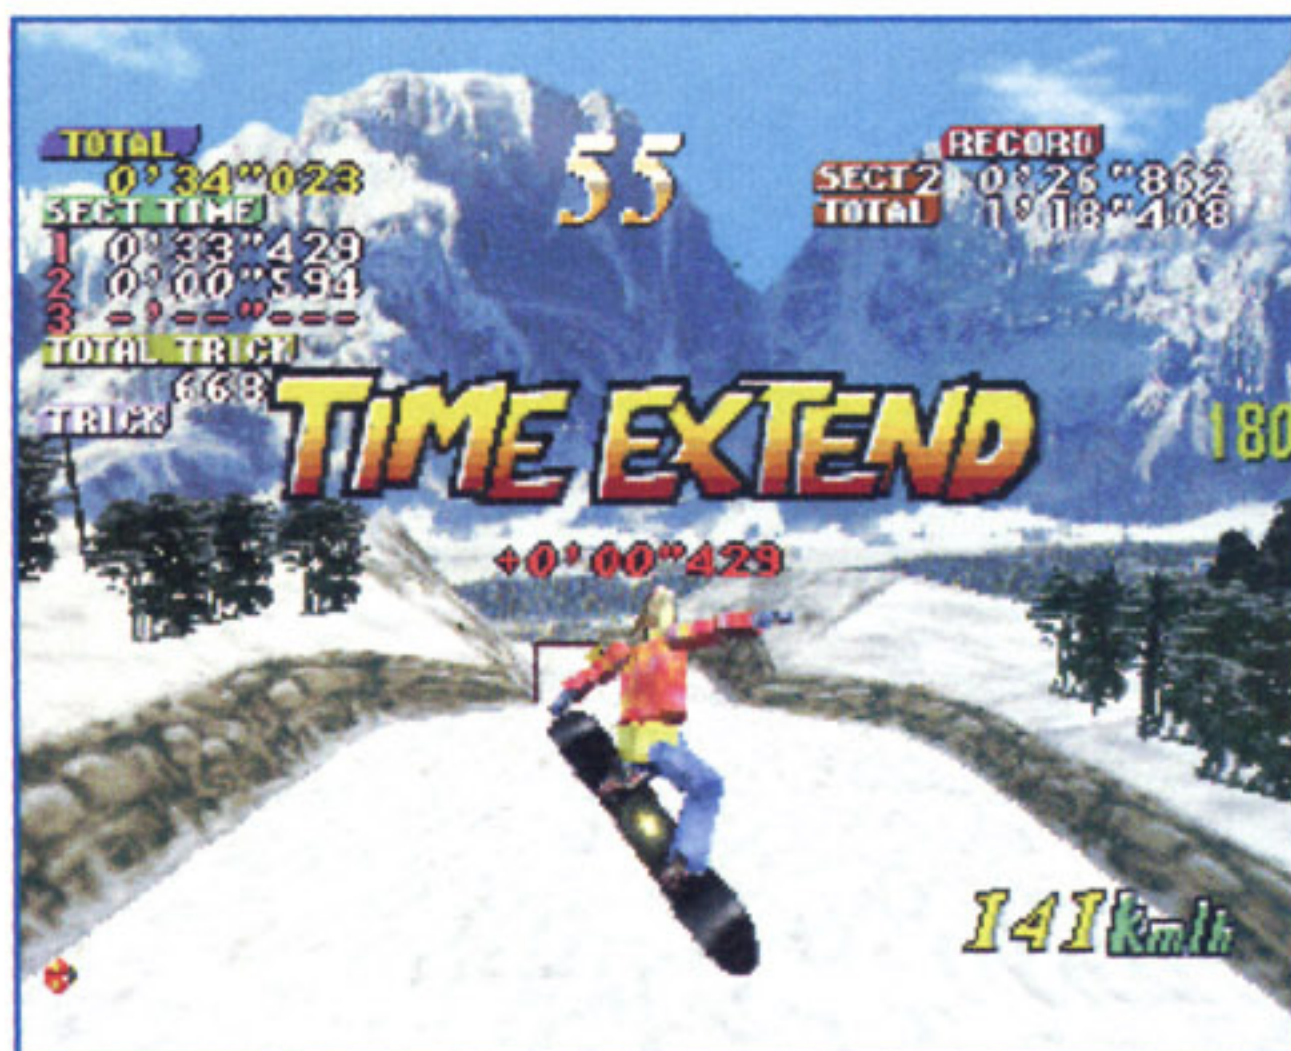 TOTAL
0'34"023
SECT TIME
1 0'33"429
2 0'00"594
3 -'--"---
TOTAL TRICK
668
TRICK
55
RECORD
SECT2 0'26"862
TOTAL 1'18"408
TIME EXTEND
180
+0'00"429
141km/h